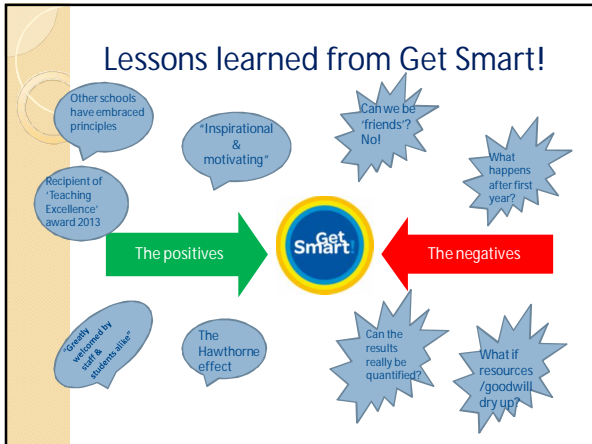 Lessons learned from Get Smart!
Other schools
have embraced
principles
"Inspirational
&
motivating"
Can we be
'friends'?
No!
What
happens
after first
year?
Recipient of
'Teaching
Excellence'
award 2013
The positives
Get
Smart!
The negatives
"Greatly
welcomed by
staff &
students alike"
The
Hawthorne
effect
Can the
results
really be
quantified?
What if
resources
/goodwill
dry up?